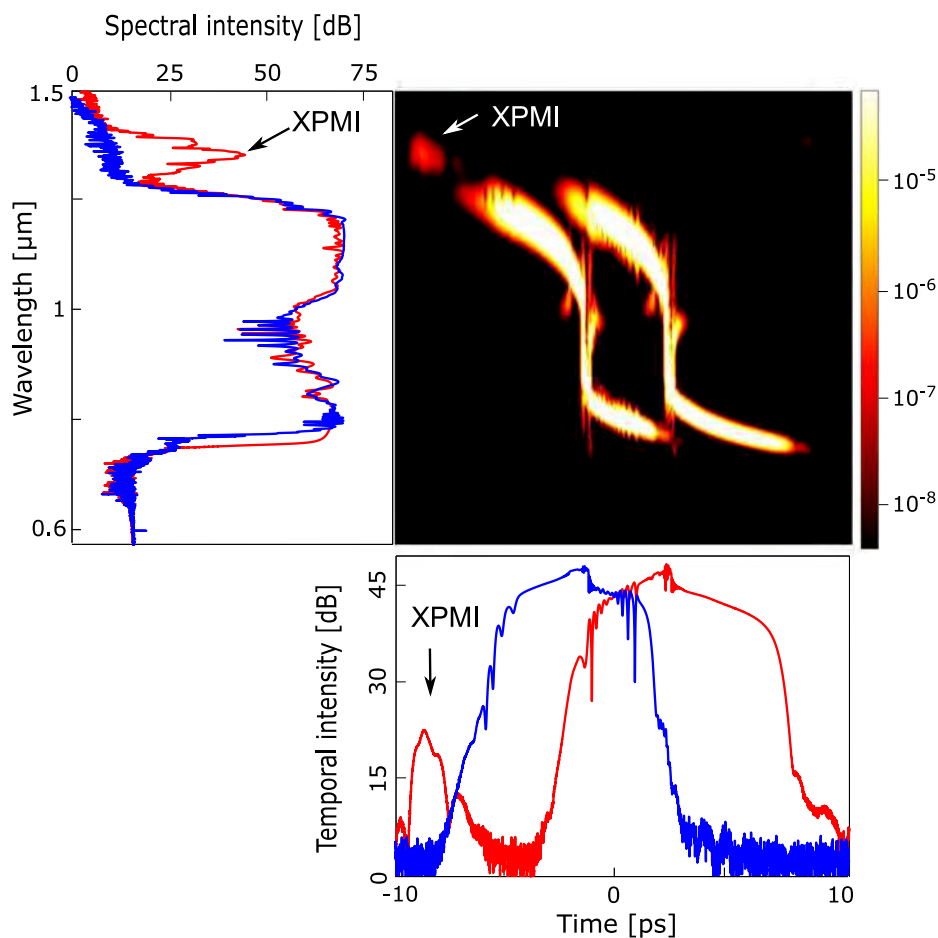 Spectral intensity [dB]
0 25 50 75
1.5
XPMI
XPMI
10-5
Wavelength [µm]
1
10-6
10-7
10-8
0.6
45
XPMI
Temporal intensity [dB]
30
15
0
-10 0 10
Time [ps]